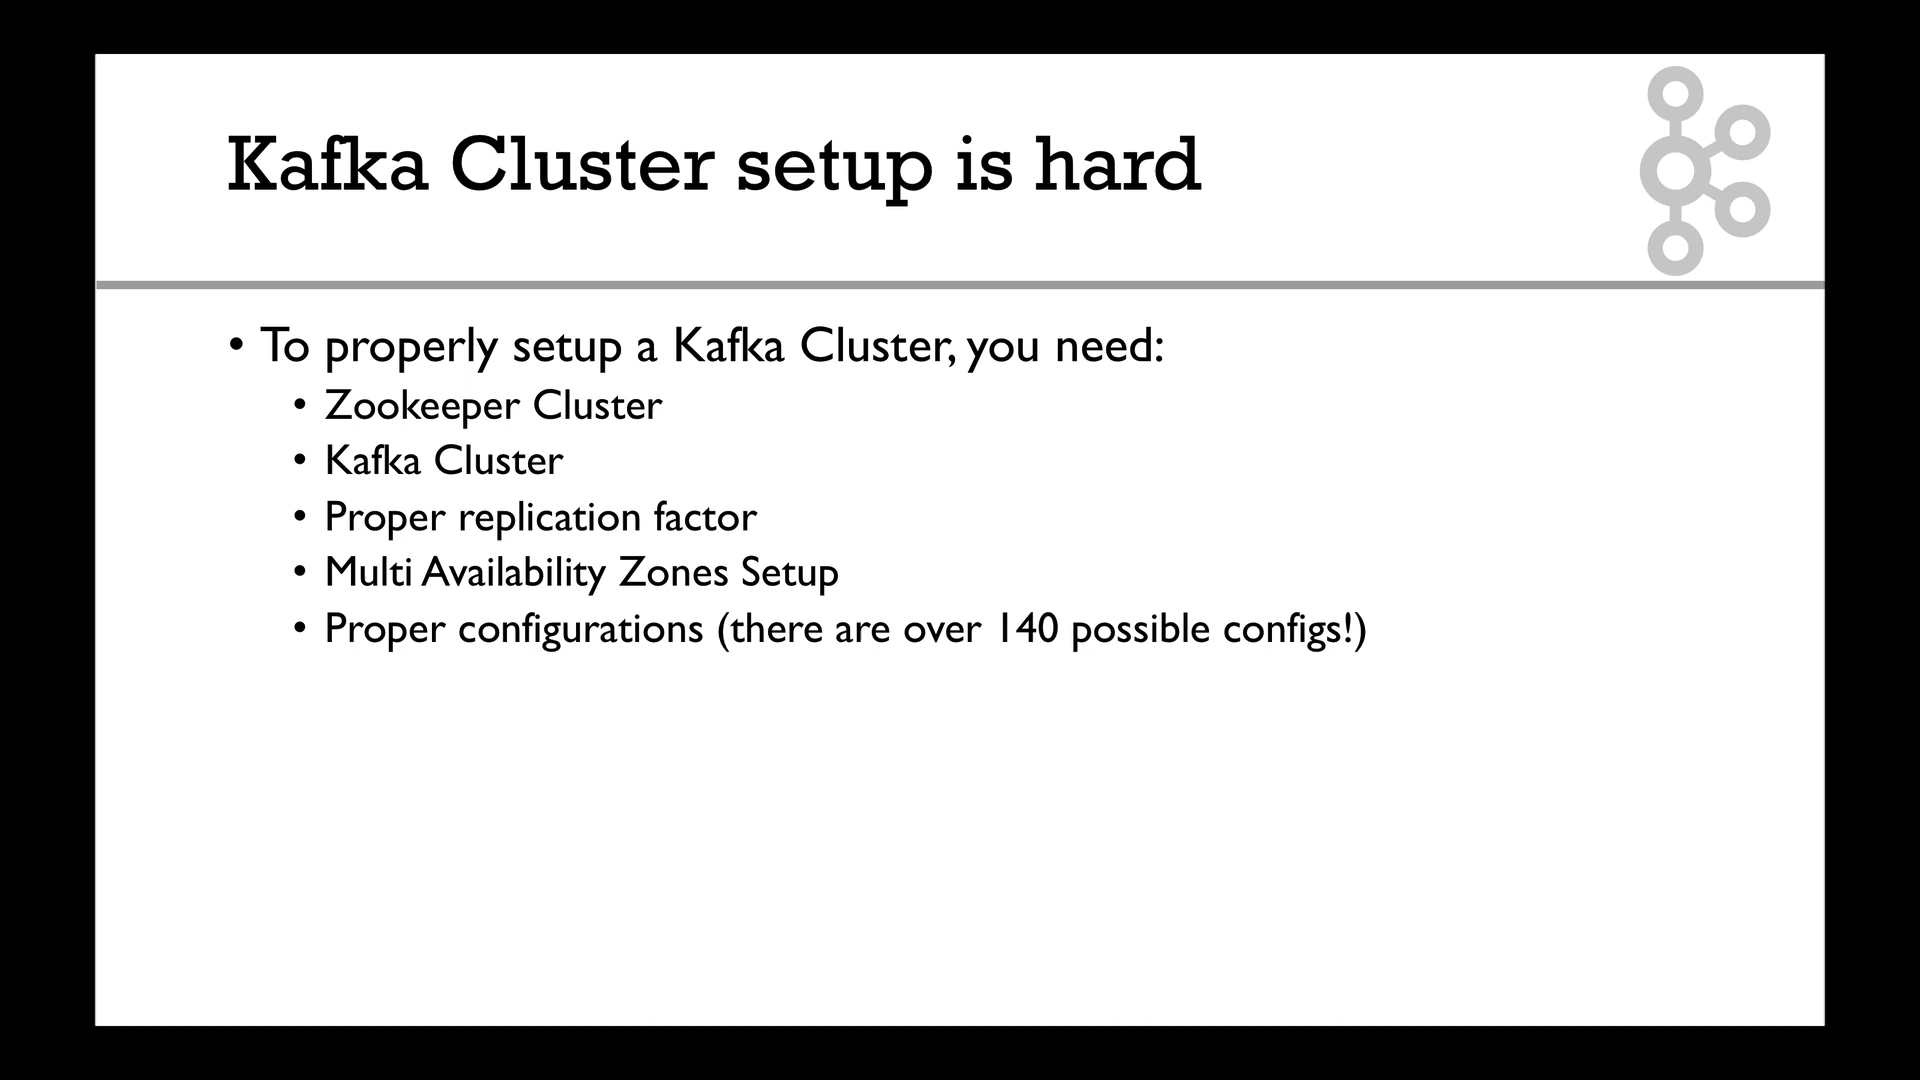 Kafka Cluster setup is hard
• To properly setup a Kafka Cluster, you need:
• Zookeeper Cluster
• Kafka Cluster
• Proper replication factor
• Multi Availability Zones Setup
• Proper configurations (there are over 140 possible configs!)